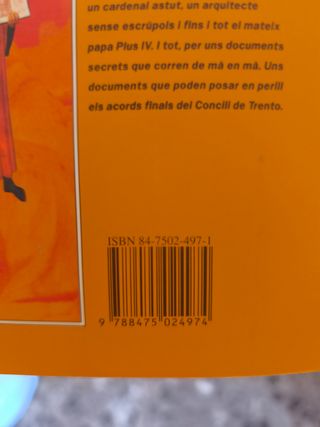 un cardenal astut, un arquitecte
sense escrúpols i fins i tot el mateix
papa Pius IV. I tot, per uns documents
secrets que corren de mà en mà. Uns
documents que poden posar en perill
els acords finals del Concili de Trento.
ISBN 84-7502-497-1
9 788475 024974